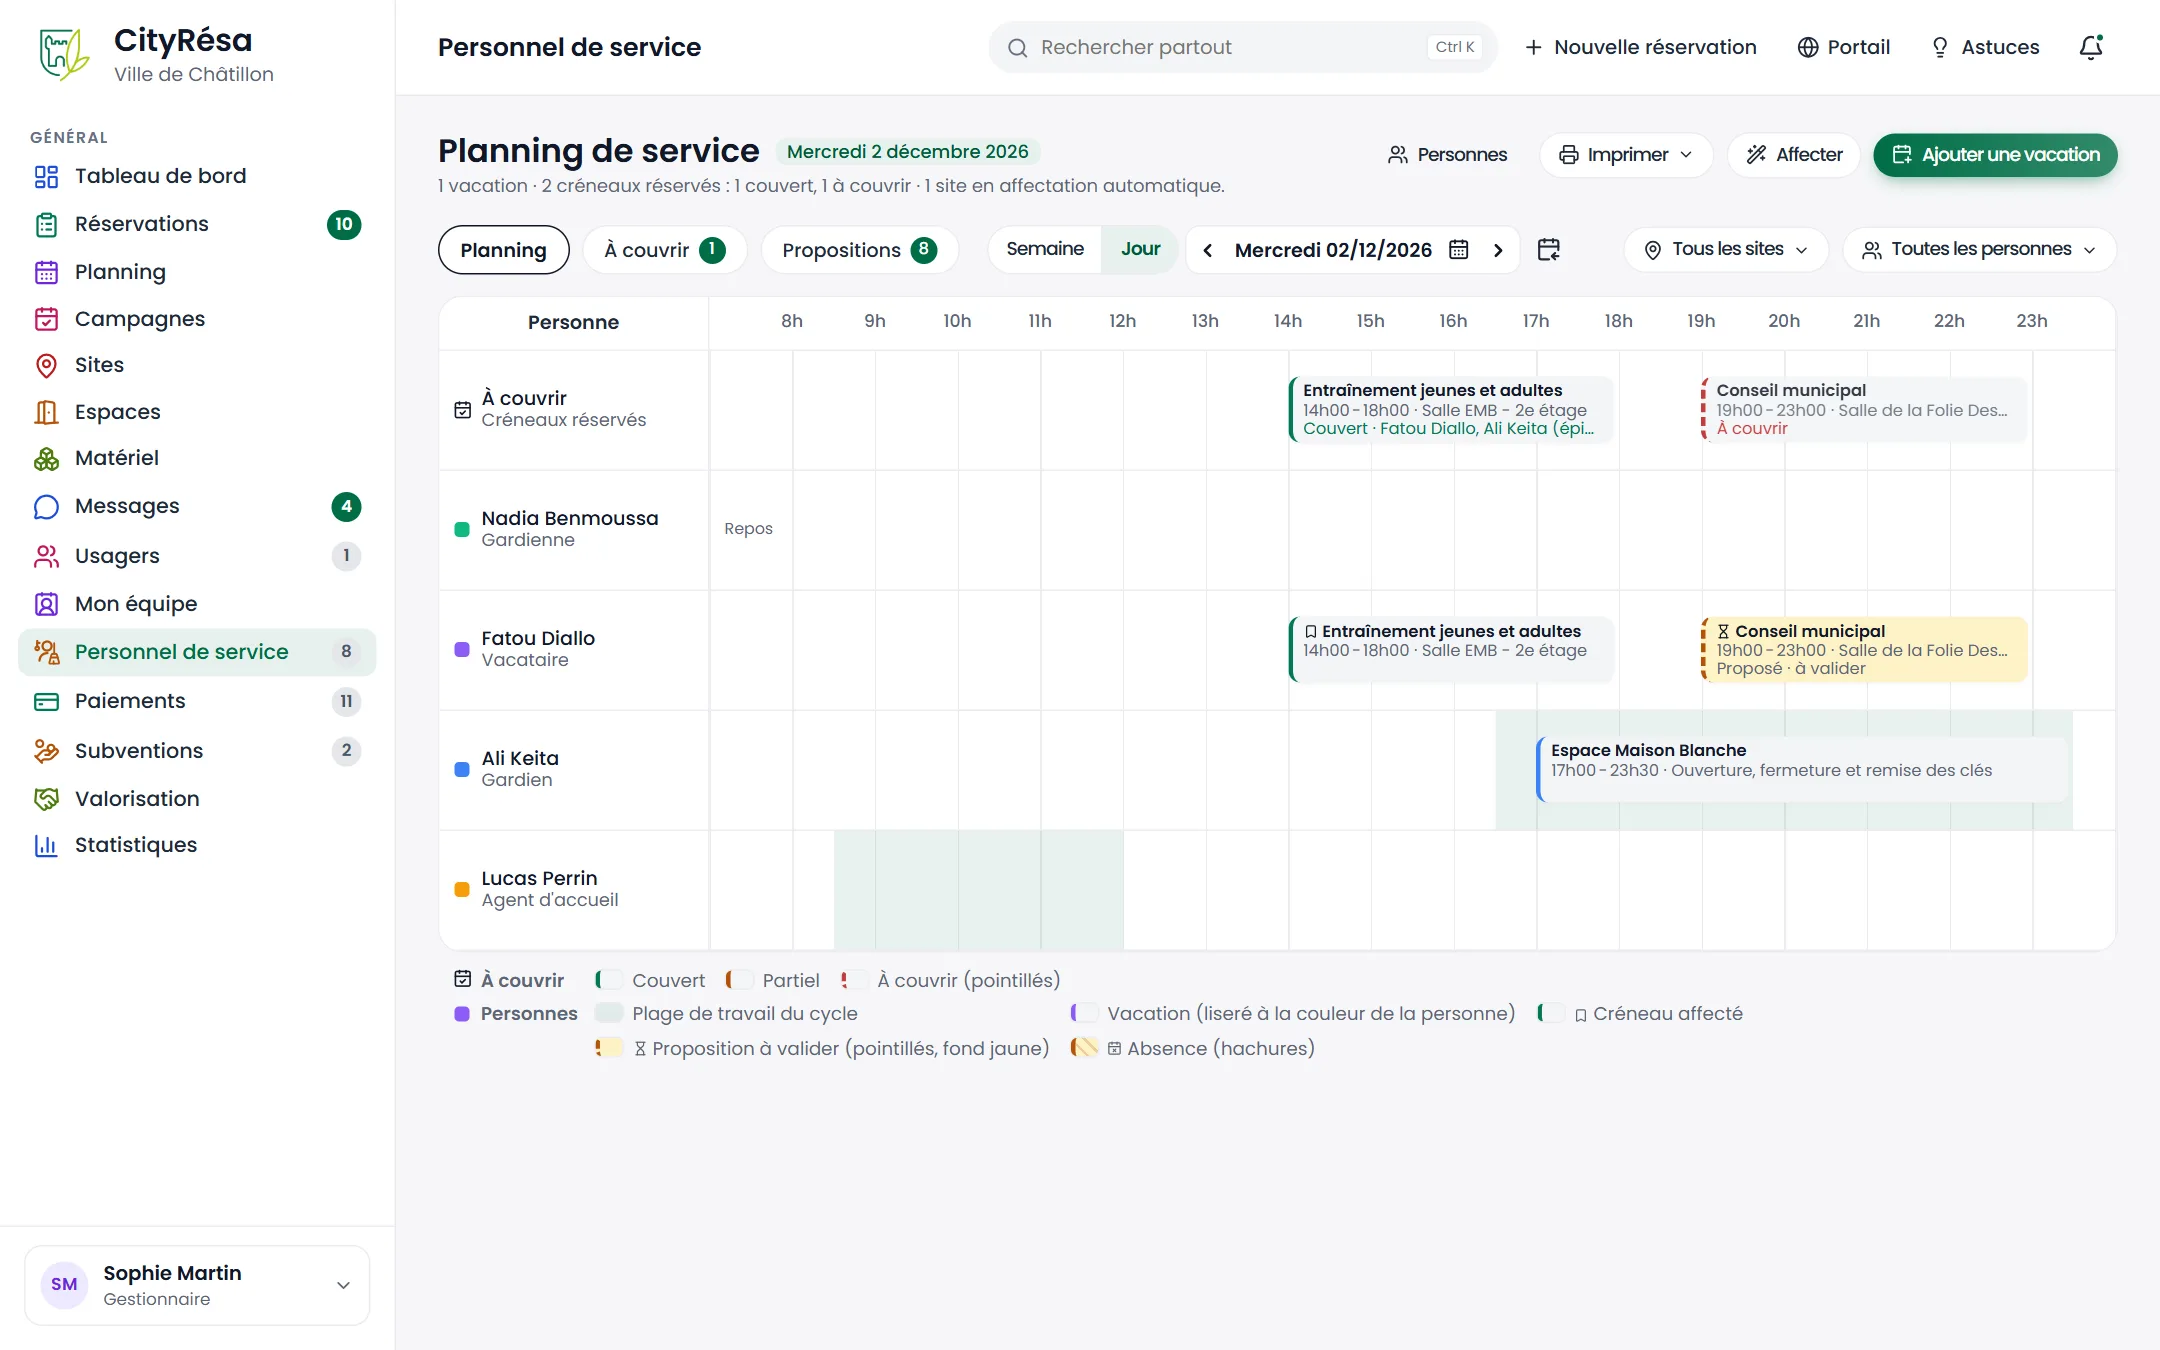 CityRésa
Ville de Châtillon
GÉNÉRAL
Tableau de bord
Réservations 10
Planning
Campagnes
Sites
Espaces
Matériel
Messages 4
Usagers 1
Mon équipe
Personnel de service 8
Paiements 11
Subventions 2
Valorisation
Statistiques
SM
Sophie Martin
Gestionnaire
Personnel de service
Rechercher partout Ctrl K
Nouvelle réservation
Portail
Astuces
Planning de service Mercredi 2 décembre 2026
1 vacation · 2 créneaux réservés : 1 couvert, 1 à couvrir · 1 site en affectation automatique.
Personnes
Imprimer
Affecter
Ajouter une vacation
Planning
À couvrir 1
Propositions 8
Semaine
Jour
Mercredi 02/12/2026
Tous les sites
Toutes les personnes
Personne 8h 9h 10h 11h 12h 13h 14h 15h 16h 17h 18h 19h 20h 21h 22h 23h
À couvrir
Créneaux réservés
Entraînement jeunes et adultes
14h00 – 18h00 · Salle EMB - 2e étage
Couvert · Fatou Diallo, Ali Keita (épi…
Conseil municipal
19h00 – 23h00 · Salle de la Folie Des…
À couvrir
Nadia Benmoussa
Gardienne
Repos
Fatou Diallo
Vacataire
Entraînement jeunes et adultes
14h00 – 18h00 · Salle EMB - 2e étage
Conseil municipal
19h00 – 23h00 · Salle de la Folie Des…
Proposé · à valider
Ali Keita
Gardien
Espace Maison Blanche
17h00 – 23h30 · Ouverture, fermeture et remise des clés
Lucas Perrin
Agent d'accueil
À couvrir Couvert Partiel À couvrir (pointillés)
Personnes Plage de travail du cycle Vacation (liseré à la couleur de la personne) Créneau affecté
Proposition à valider (pointillés, fond jaune) Absence (hachures)